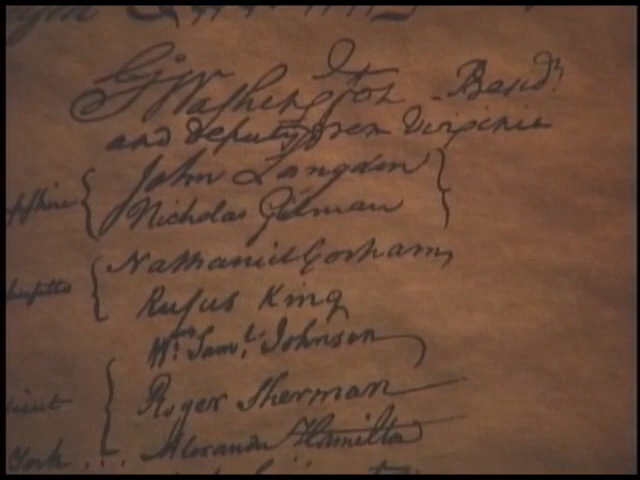 Go Washington Presidt
and deputy from Virginia
John Langdon
Nicholas Gilman
Nathaniel Gorham
Rufus King
Wm Saml Johnson
Roger Sherman
York... Alexander Hamilton